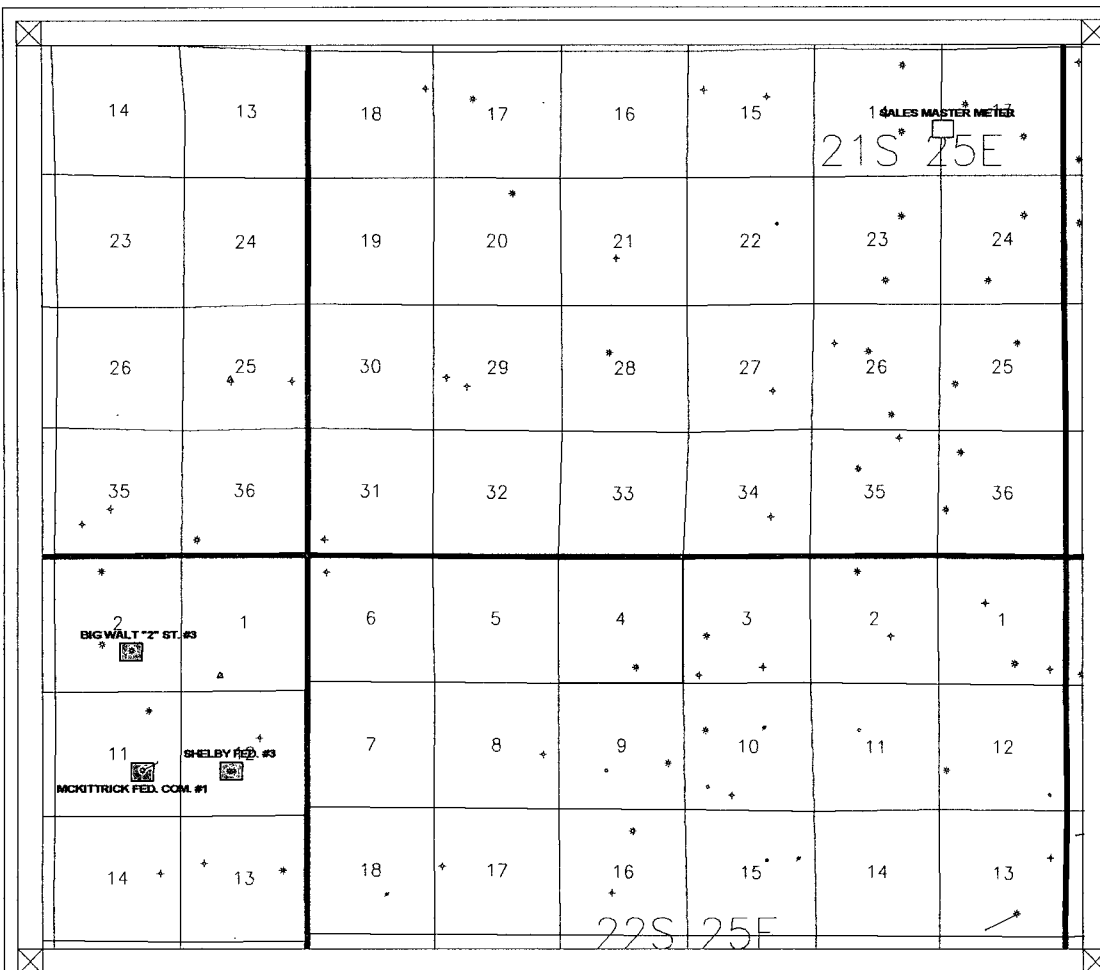 14 13 18 17 16 15 14 13
SALES MASTER METER
21S 25E
23 24 19 20 21 22 23 24
26 25 30 29 28 27 26 25
35 36 31 32 33 34 35 36
2 1 6 5 4 3 2 1
BIG WALT "2" ST. #3
11 12 7 8 9 10 11 12
SHELBY FED. #3
MCKITTRICK FED. COM. #1
14 13 18 17 16 15 14 13
22S 25E